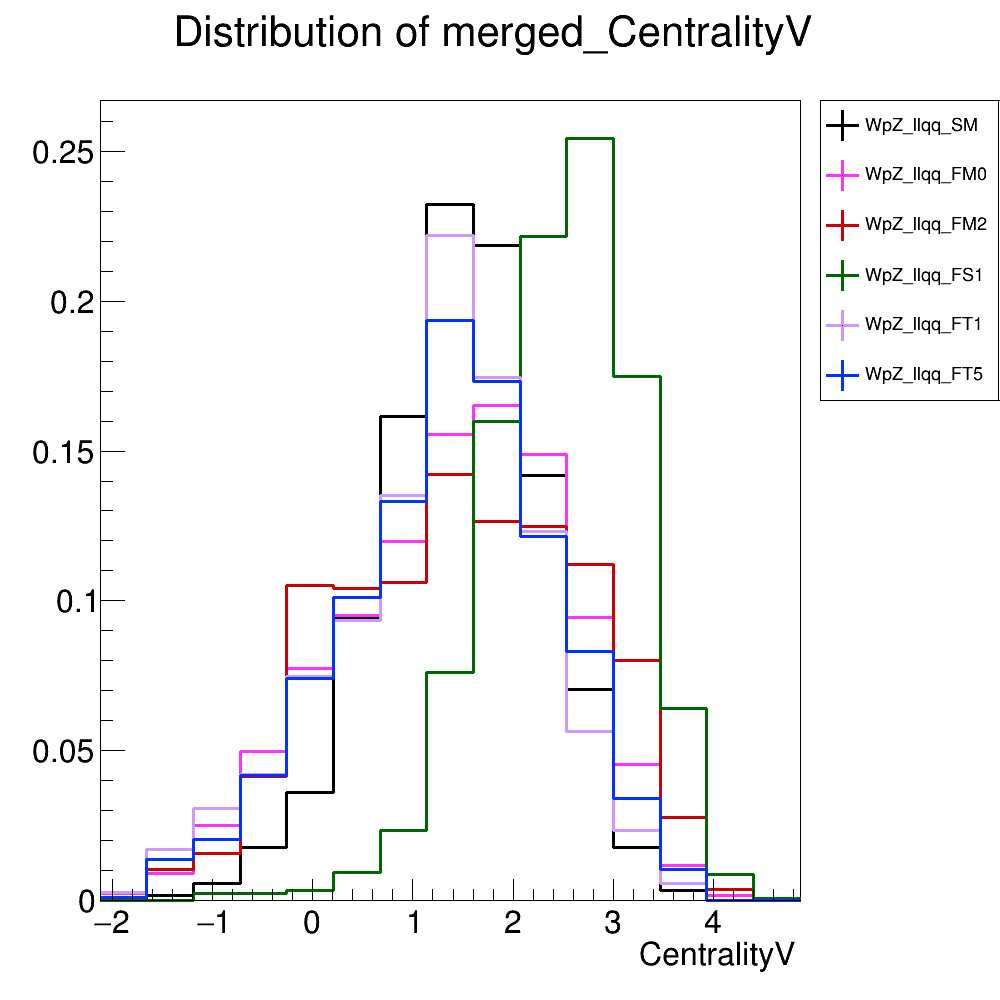 Distribution of merged_CentralityV
0.25
0.2
0.15
0.1
0.05
0
−2 −1 0 1 2 3 4
CentralityV
WpZ_llqq_SM
WpZ_llqq_FM0
WpZ_llqq_FM2
WpZ_llqq_FS1
WpZ_llqq_FT1
WpZ_llqq_FT5